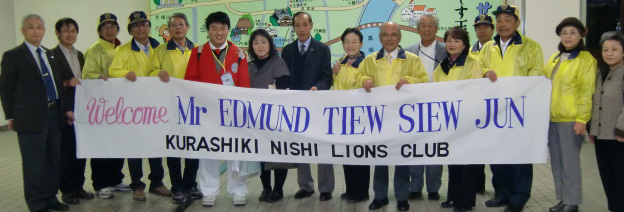 Welcome Mr EDMUND TIEW SIEW JUN
KURASHIKI NISHI LIONS CLUB